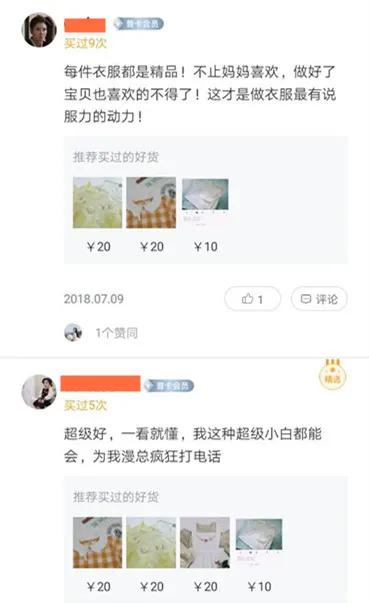 普卡会员
买过9次
每件衣服都是精品！不止妈妈喜欢，做好了
宝贝也喜欢的不得了！这才是做衣服最有说
服力的动力！
推荐买过的好货
￥20 ￥20 ￥10
2018.07.09 1 评论
1个赞同
精选
普卡会员
买过5次
超级好，一看就懂，我这种超级小白都能
会，为我漫总疯狂打电话
推荐买过的好货
￥20 ￥20 ￥20 ￥10